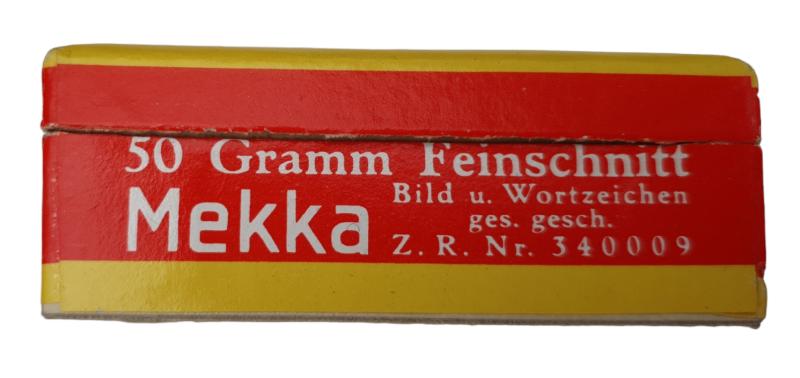 50 Gramm Feinschnitt
Mekka
Bild u. Wortzeichen
ges. gesch.
Z. R. Nr. 340009